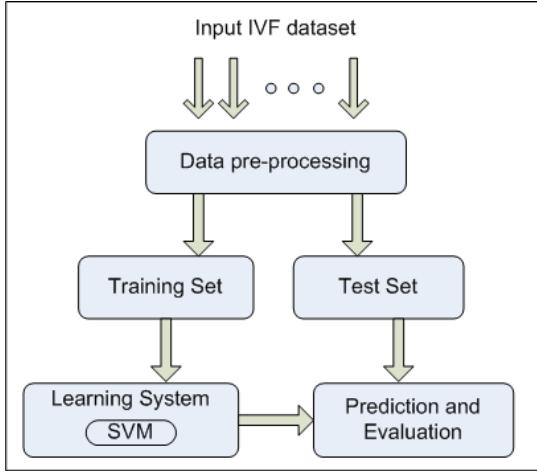 Input IVF dataset
Data pre-processing
Training Set
Test Set
Learning System
SVM
Prediction and
Evaluation